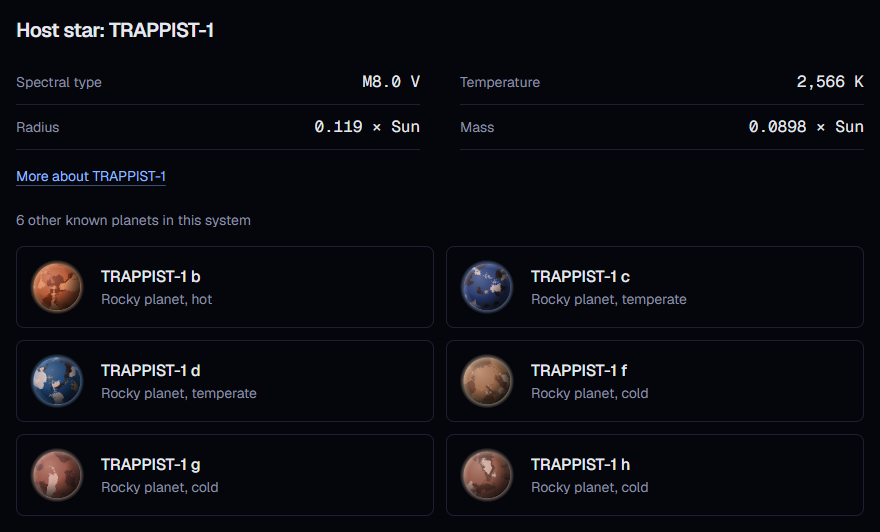 Host star: TRAPPIST-1
Spectral type M8.0 V Temperature 2,566 K
Radius 0.119 × Sun Mass 0.0898 × Sun
More about TRAPPIST-1
6 other known planets in this system
TRAPPIST-1 b
Rocky planet, hot
TRAPPIST-1 c
Rocky planet, temperate
TRAPPIST-1 d
Rocky planet, temperate
TRAPPIST-1 f
Rocky planet, cold
TRAPPIST-1 g
Rocky planet, cold
TRAPPIST-1 h
Rocky planet, cold